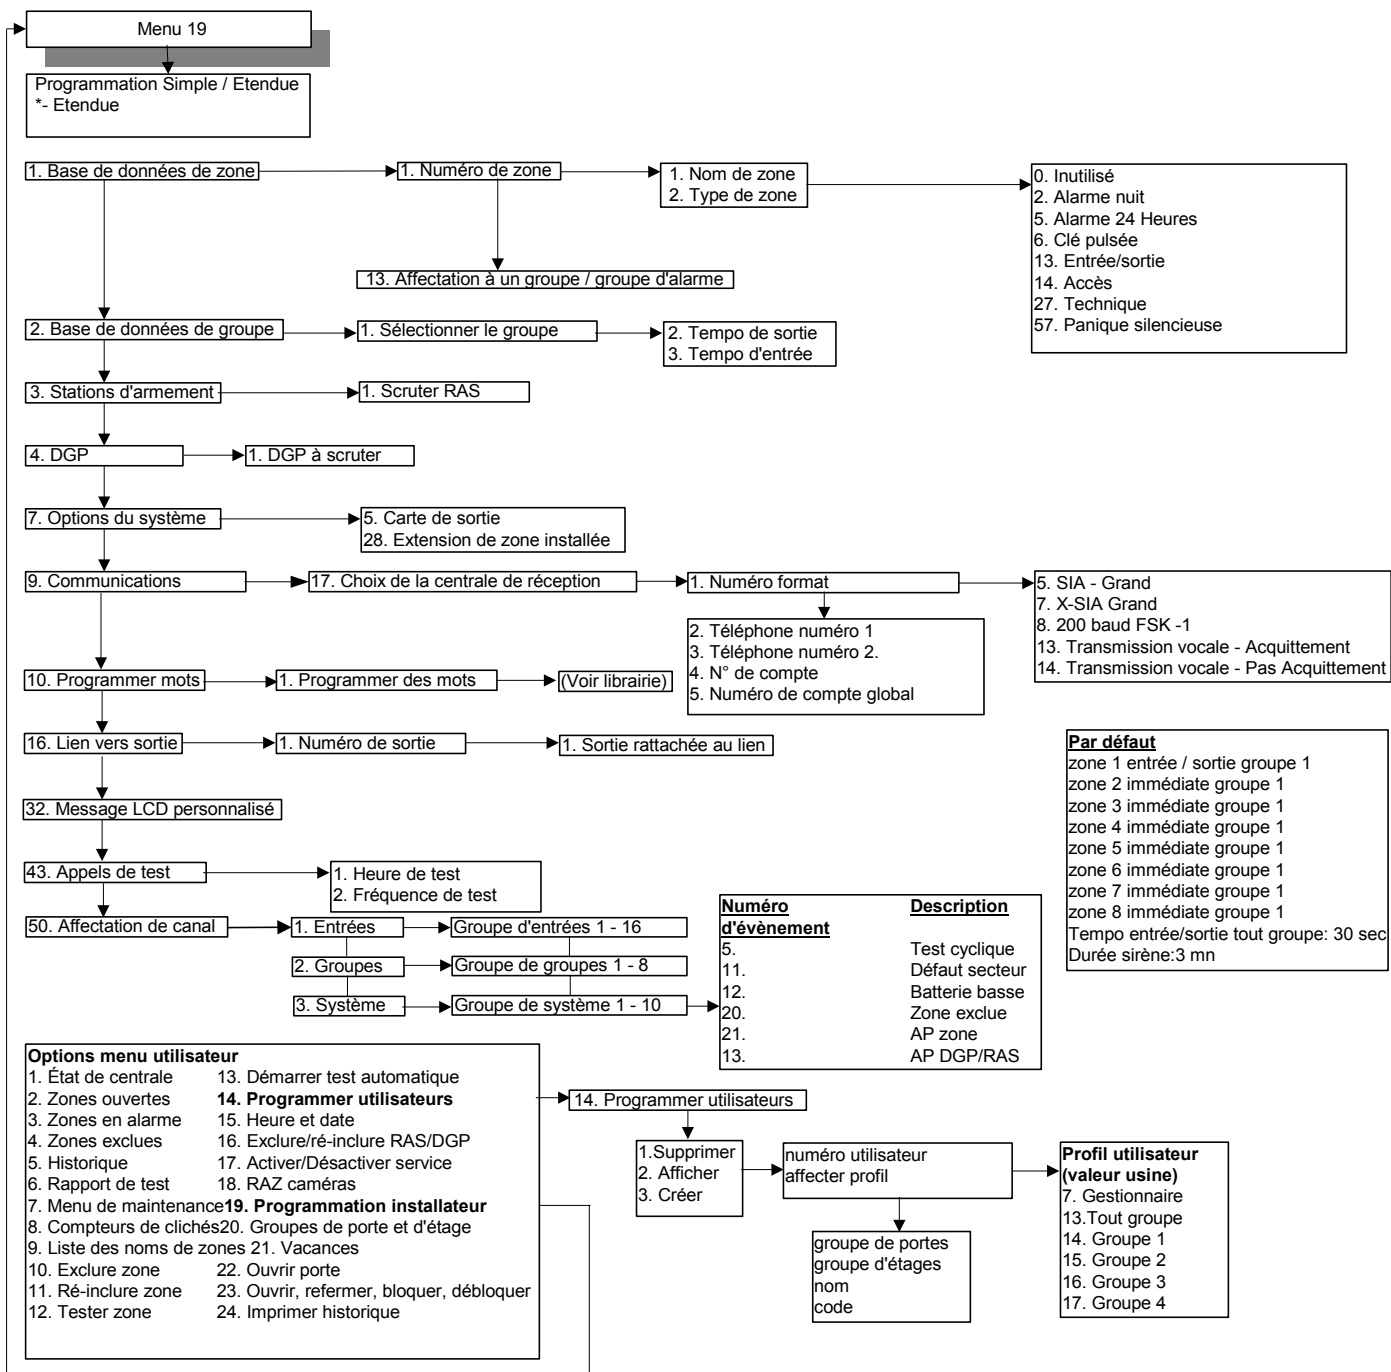 Menu 19
Programmation Simple / Etendue
*- Etendue
1. Base de données de zone
1. Numéro de zone
1. Nom de zone
2. Type de zone
0. Inutilisé
2. Alarme nuit
5. Alarme 24 Heures
6. Clé pulsée
13. Entrée/sortie
14. Accès
27. Technique
57. Panique silencieuse
13. Affectation à un groupe / groupe d'alarme
2. Base de données de groupe
1. Sélectionner le groupe
2. Tempo de sortie
3. Tempo d'entrée
3. Stations d'armement
1. Scruter RAS
4. DGP
1. DGP à scruter
7. Options du système
5. Carte de sortie
28. Extension de zone installée
9. Communications
17. Choix de la centrale de réception
1. Numéro format
5. SIA - Grand
7. X-SIA Grand
8. 200 baud FSK -1
13. Transmission vocale - Acquittement
14. Transmission vocale - Pas Acquittement
2. Téléphone numéro 1
3. Téléphone numéro 2.
4. N° de compte
5. Numéro de compte global
10. Programmer mots
1. Programmer des mots
(Voir librairie)
16. Lien vers sortie
1. Numéro de sortie
1. Sortie rattachée au lien
Par défaut
zone 1 entrée / sortie groupe 1
zone 2 immédiate groupe 1
zone 3 immédiate groupe 1
zone 4 immédiate groupe 1
zone 5 immédiate groupe 1
zone 6 immédiate groupe 1
zone 7 immédiate groupe 1
zone 8 immédiate groupe 1
Tempo entrée/sortie tout groupe: 30 sec
Durée sirène:3 mn
32. Message LCD personnalisé
43. Appels de test
1. Heure de test
2. Fréquence de test
50. Affectation de canal
1. Entrées
Groupe d'entrées 1 - 16
2. Groupes
Groupe de groupes 1 - 8
3. Système
Groupe de système 1 - 10
Numéro d'évènement Description
5. Test cyclique
11. Défaut secteur
12. Batterie basse
20. Zone exclue
21. AP zone
13. AP DGP/RAS
Options menu utilisateur
1. État de centrale 13. Démarrer test automatique
2. Zones ouvertes 14. Programmer utilisateurs
3. Zones en alarme 15. Heure et date
4. Zones exclues 16. Exclure/ré-inclure RAS/DGP
5. Historique 17. Activer/Désactiver service
6. Rapport de test 18. RAZ caméras
7. Menu de maintenance19. Programmation installateur
8. Compteurs de clichés20. Groupes de porte et d'étage
9. Liste des noms de zones 21. Vacances
10. Exclure zone 22. Ouvrir porte
11. Ré-inclure zone 23. Ouvrir, refermer, bloquer, débloquer
12. Tester zone 24. Imprimer historique
14. Programmer utilisateurs
1.Supprimer
2. Afficher
3. Créer
numéro utilisateur
affecter profil
groupe de portes
groupe d'étages
nom
code
Profil utilisateur
(valeur usine)
7. Gestionnaire
13.Tout groupe
14. Groupe 1
15. Groupe 2
16. Groupe 3
17. Groupe 4